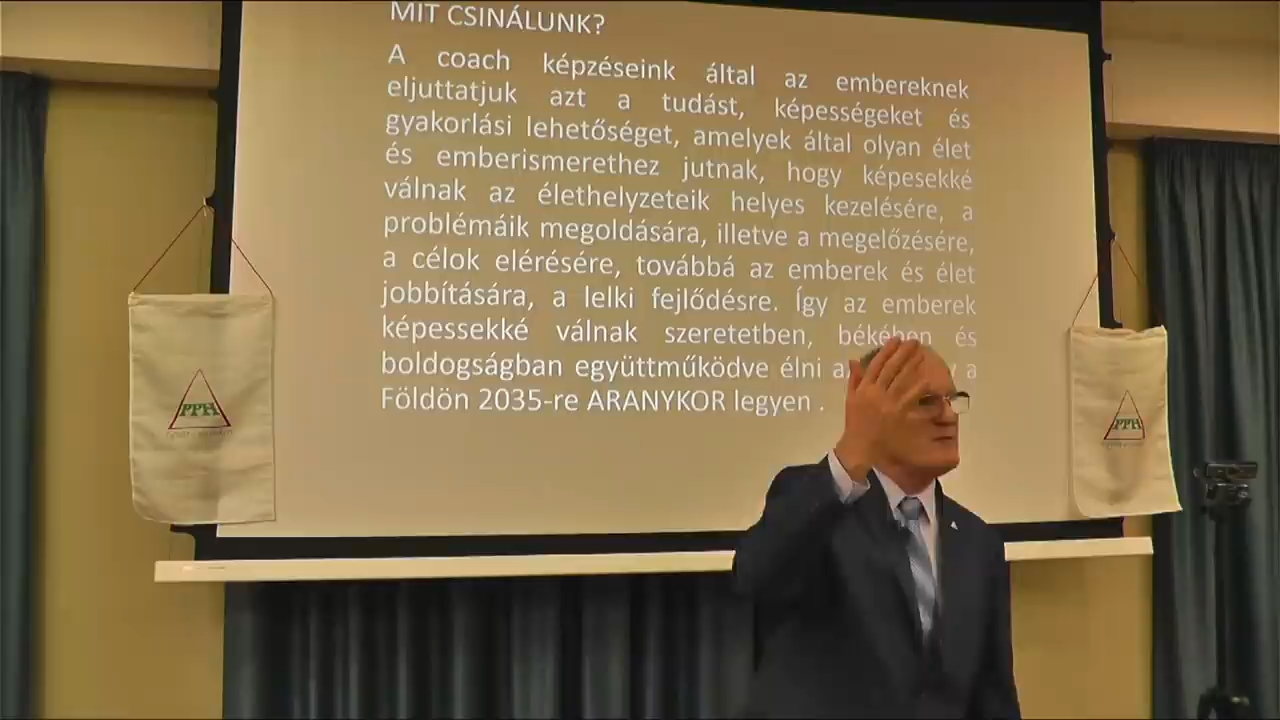 MIT CSINÁLUNK?
A coach képzéseink által az embereknek
eljuttatjuk azt a tudást, képességeket és
gyakorlási lehetőséget, amelyek által olyan élet
és emberismerethez jutnak, hogy képesekké
válnak az élethelyzeteik helyes kezelésére, a
problémáik megoldására, illetve a megelőzésére,
a célok elérésére, továbbá az emberek és élet
jobbítására, a lelki fejlődésre. Így az emberek
képessekké válnak szeretetben, békében és
boldogságban együttműködve élni a
Földön 2035-re ARANYKOR legyen .
PPH
PPH